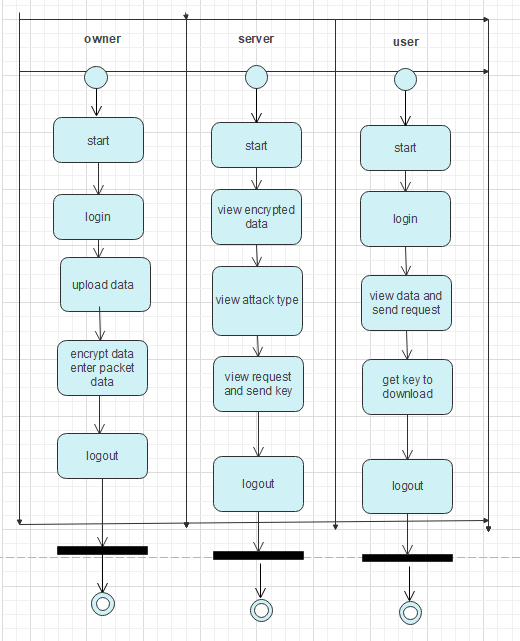 owner
server
user
start
login
upload data
encrypt data
enter packet
data
logout
start
view encrypted
data
view attack type
view request
and send key
logout
start
login
view data and
send request
get key to
download
logout